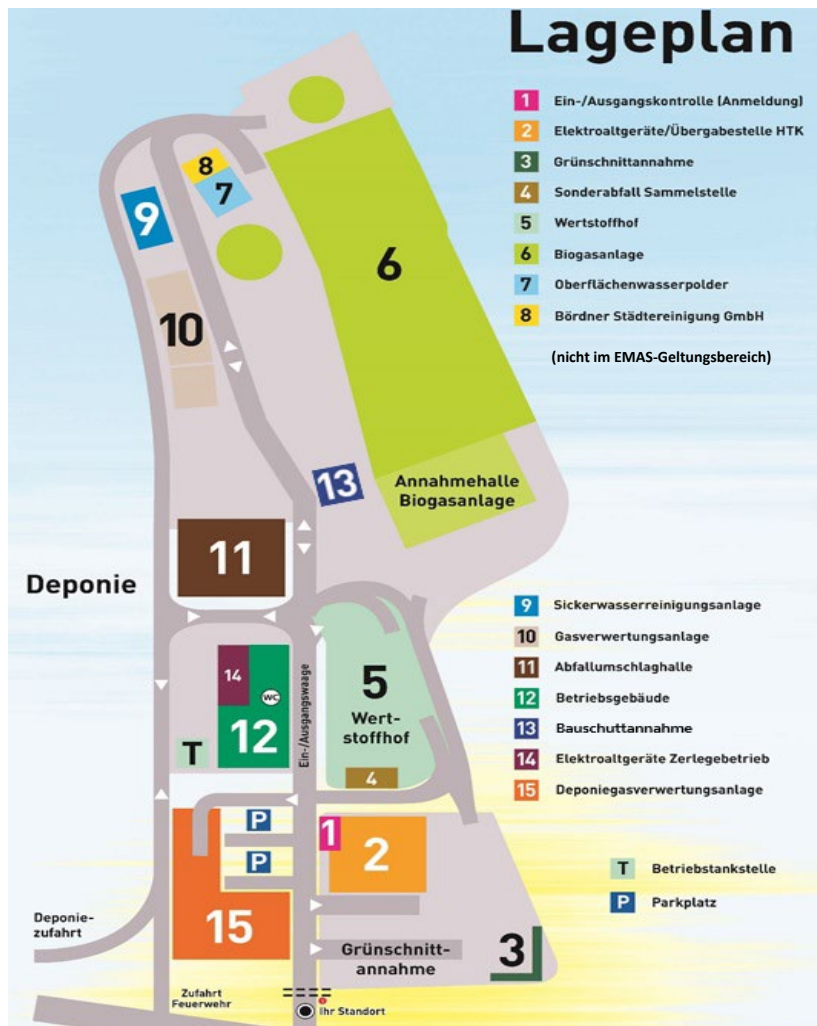 Lageplan
1 Ein-/Ausgangskontrolle (Anmeldung)
2 Elektroaltgeräte/Übergabestelle HTK
3 Grünschnittannahme
4 Sonderabfall Sammelstelle
5 Wertstoffhof
6 Biogasanlage
7 Oberflächenwasserpolder
8 Bördner Städtereinigung GmbH
(nicht im EMAS-Geltungsbereich)
8
7
9
6
10
13
Annahmehalle
Biogasanlage
11
Deponie
9 Sickerwasserreinigungsanlage
10 Gasverwertungsanlage
11 Abfallumschlaghalle
12 Betriebsgebäude
13 Bauschuttannahme
14 Elektroaltgeräte Zerlegebetrieb
15 Deponiegasverwertungsanlage
14
WC
12
T
Ein-/Ausgangswaage
5
Wert-
stoffhof
4
P
P
1
2
15
T Betriebstankstelle
P Parkplatz
Deponie-
zufahrt
Grünschnitt-
annahme
3
Zufahrt
Feuerwehr
Ihr Standort